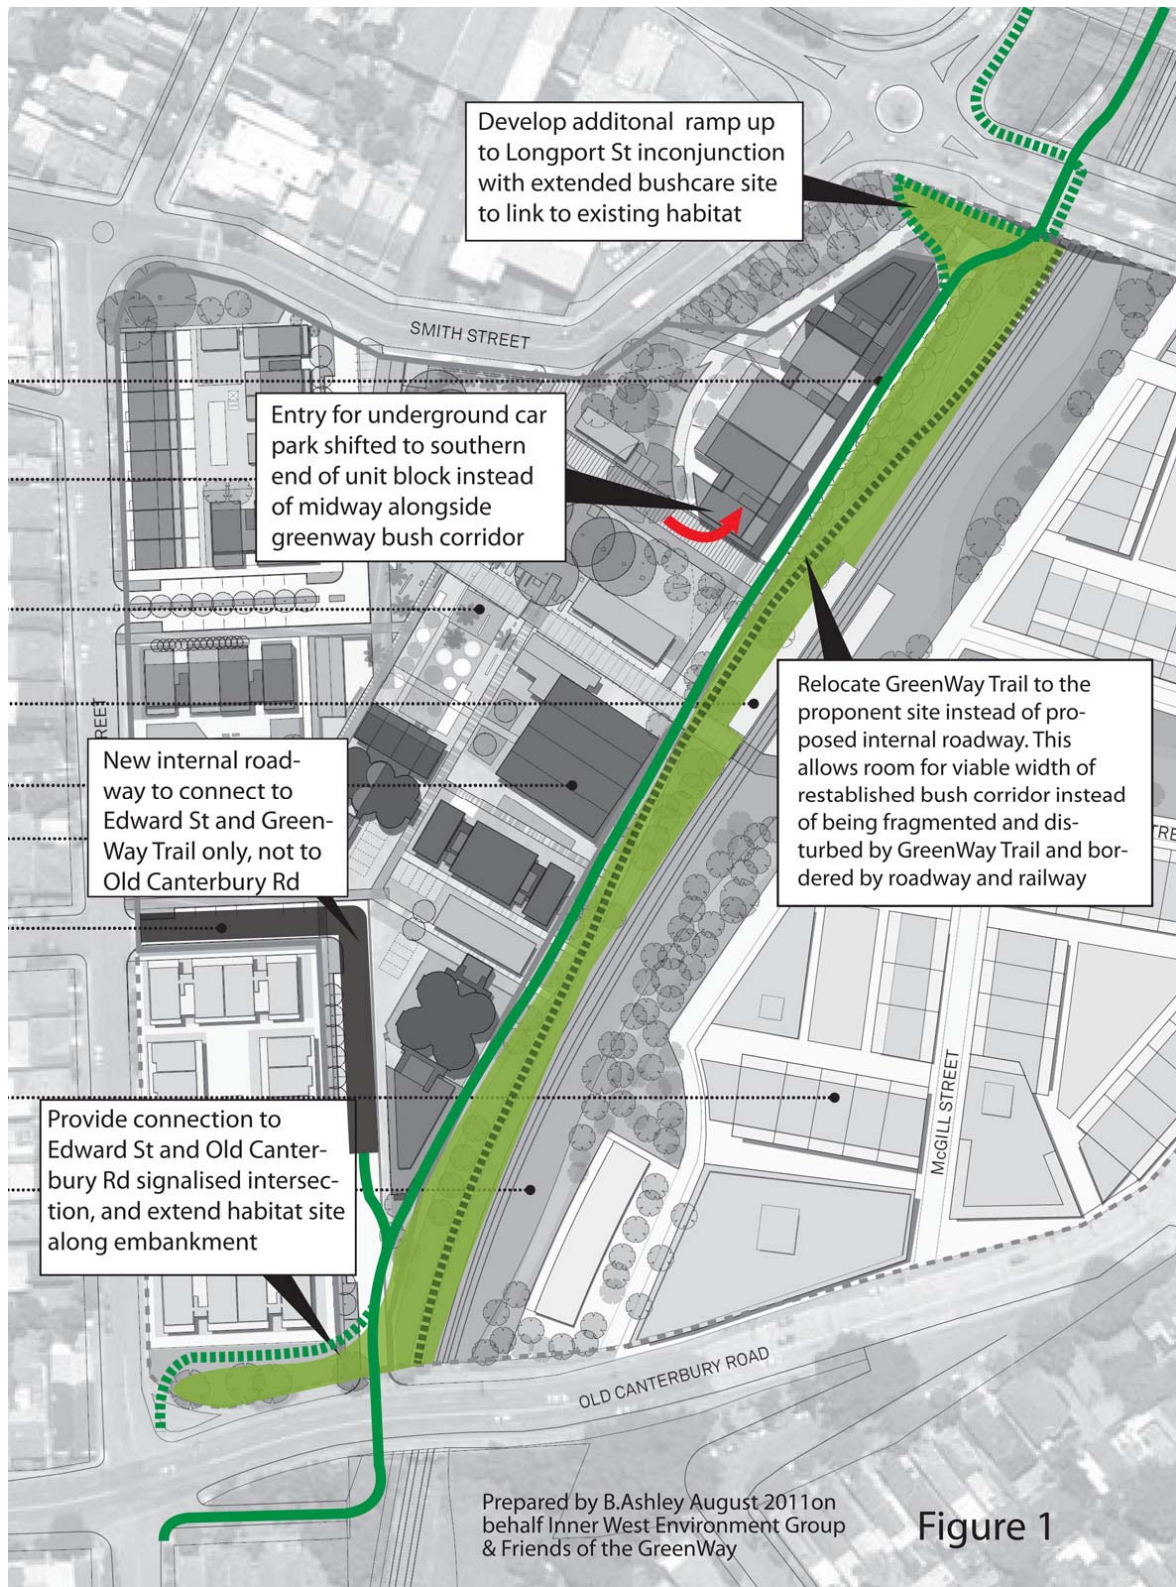 Develop additonal ramp up
to Longport St inconjunction
with extended bushcare site
to link to existing habitat
SMITH STREET
Entry for underground car
park shifted to southern
end of unit block instead
of midway alongside
greenway bush corridor
Relocate GreenWay Trail to the
proponent site instead of pro-
posed internal roadway. This
allows room for viable width of
restablished bush corridor instead
of being fragmented and dis-
turbed by GreenWay Trail and bor-
dered by roadway and railway
STREET
New internal road-
way to connect to
Edward St and Green-
Way Trail only, not to
Old Canterbury Rd
TRE
McGILL STREET
Provide connection to
Edward St and Old Canter-
bury Rd signalised intersec-
tion, and extend habitat site
along embankment
OLD CANTERBURY ROAD
Prepared by B.Ashley August 2011on
behalf Inner West Environment Group
& Friends of the GreenWay
Figure 1